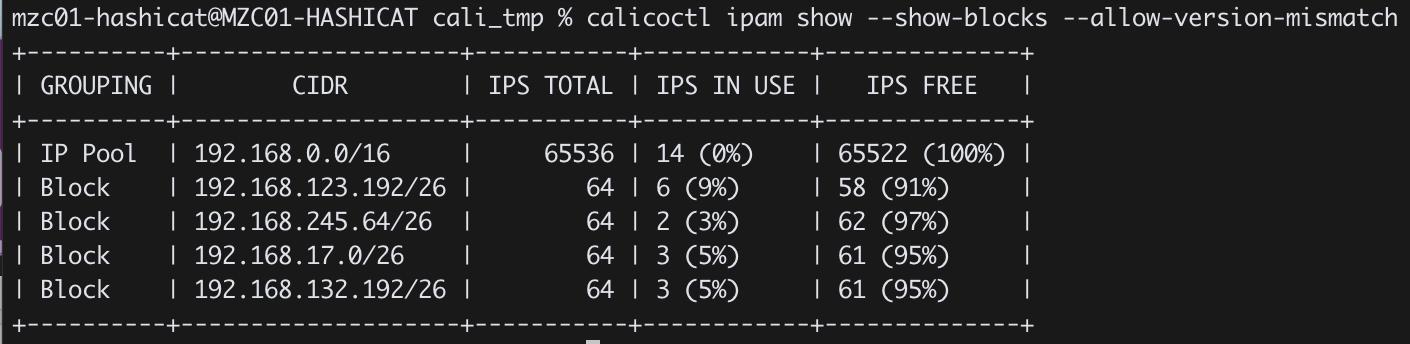 mzc01-hashicat@MZC01-HASHICAT cali_tmp % calicoctl ipam show --show-blocks --allow-version-mismatch
+----------+--------------------+-----------+------------+--------------+
| GROUPING |        CIDR        | IPS TOTAL | IPS IN USE |   IPS FREE   |
+----------+--------------------+-----------+------------+--------------+
| IP Pool  | 192.168.0.0/16     |     65536 | 14 (0%)    | 65522 (100%) |
| Block    | 192.168.123.192/26 |        64 | 6 (9%)     | 58 (91%)     |
| Block    | 192.168.245.64/26  |        64 | 2 (3%)     | 62 (97%)     |
| Block    | 192.168.17.0/26    |        64 | 3 (5%)     | 61 (95%)     |
| Block    | 192.168.132.192/26 |        64 | 3 (5%)     | 61 (95%)     |
+----------+--------------------+-----------+------------+--------------+